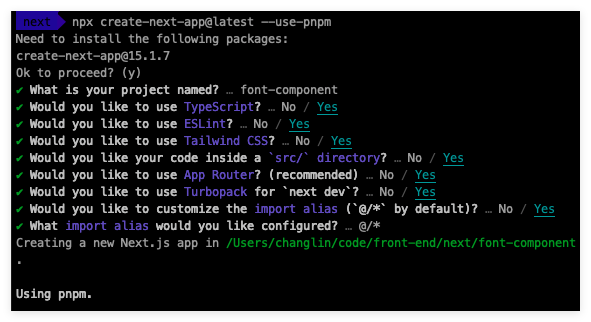 next npx create-next-app@latest --use-pnpm
Need to install the following packages:
create-next-app@15.1.7
Ok to proceed? (y)
✔ What is your project named? … font-component
✔ Would you like to use TypeScript? … No / Yes
✔ Would you like to use ESLint? … No / Yes
✔ Would you like to use Tailwind CSS? … No / Yes
✔ Would you like your code inside a `src/` directory? … No / Yes
✔ Would you like to use App Router? (recommended) … No / Yes
✔ Would you like to use Turbopack for `next dev`? … No / Yes
✔ Would you like to customize the import alias (`@/*` by default)? … No / Yes
✔ What import alias would you like configured? … @/*
Creating a new Next.js app in /Users/changlin/code/front-end/next/font-component
.
Using pnpm.